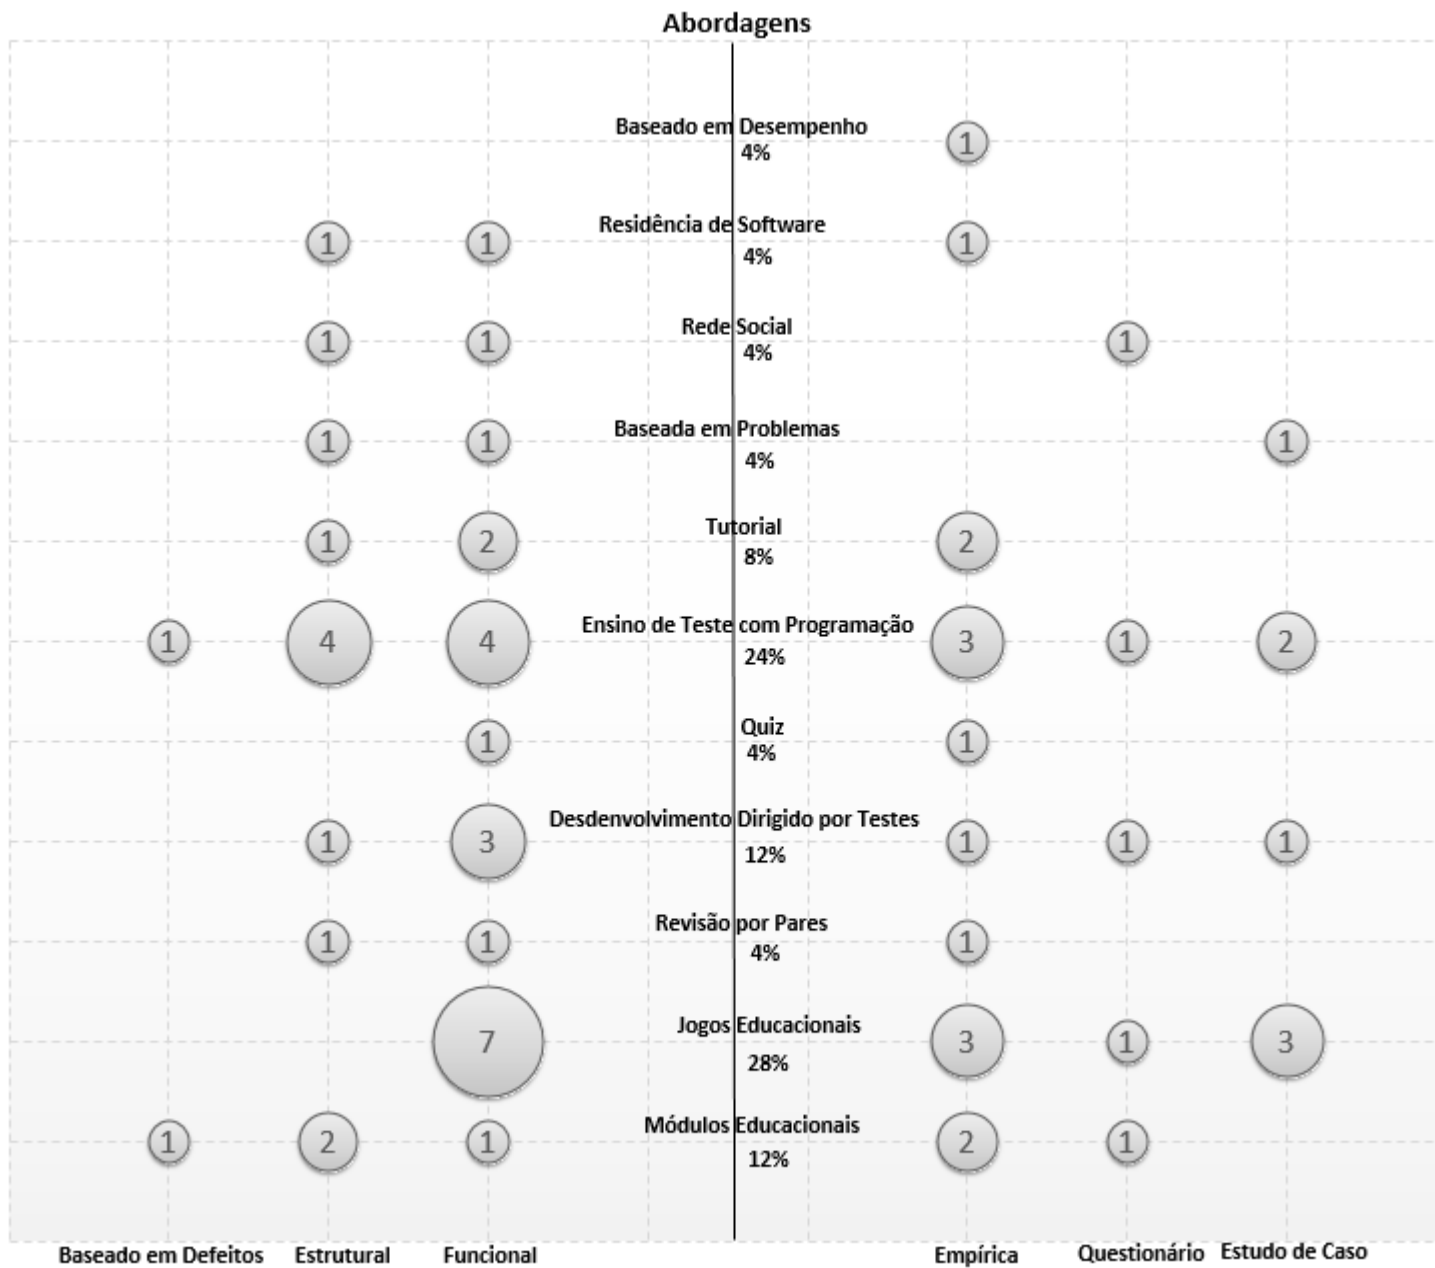 Abordagens
Baseado em Desempenho
4%
1
Residência de Software
4%
1 1 1
Rede Social
4%
1 1 1
Baseada em Problemas
4%
1 1 1
Tutorial
8%
1 2 2
Ensino de Teste com Programação
24%
1 4 4 3 1 2
Quiz
4%
1 1
Desdenvolvimento Dirigido por Testes
12%
1 3 1 1 1
Revisão por Pares
4%
1 1 1
Jogos Educacionais
28%
7 3 1 3
Módulos Educacionais
12%
1 2 1 2 1
Baseado em Defeitos Estrutural Funcional Empírica Questionário Estudo de Caso